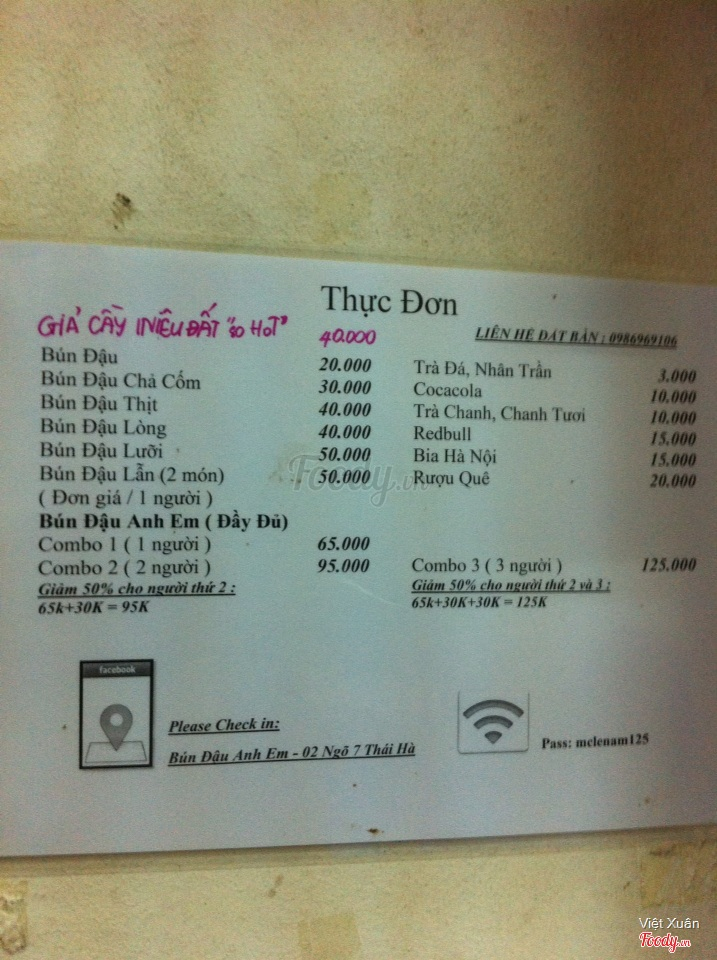 Thực Đơn
GIẢ CẦY NIÊU ĐẤT "SO HOT" 40.000
LIÊN HỆ ĐẶT BÀN : 0986969106
Bún Đậu 20.000
Bún Đậu Chả Cốm 30.000
Bún Đậu Thịt 40.000
Bún Đậu Lòng 40.000
Bún Đậu Lưỡi 50.000
Bún Đậu Lẫn (2 món) 50.000
( Đơn giá / 1 người )
Trà Đá, Nhân Trần 3.000
Cocacola 10.000
Trà Chanh, Chanh Tươi 10.000
Redbull 15.000
Bia Hà Nội 15.000
Rượu Quê 20.000
Bún Đậu Anh Em ( Đầy Đủ)
Combo 1 ( 1 người ) 65.000
Combo 2 ( 2 người ) 95.000
Giảm 50% cho người thứ 2 :
65k+30K = 95K
Combo 3 ( 3 người ) 125.000
Giảm 50% cho người thứ 2 và 3 :
65k+30K+30K = 125K
facebook
Please Check in:
Bún Đậu Anh Em - 02 Ngõ 7 Thái Hà
Pass: mclenam125
Foody.vn
Việt Xuân
Foody.vn